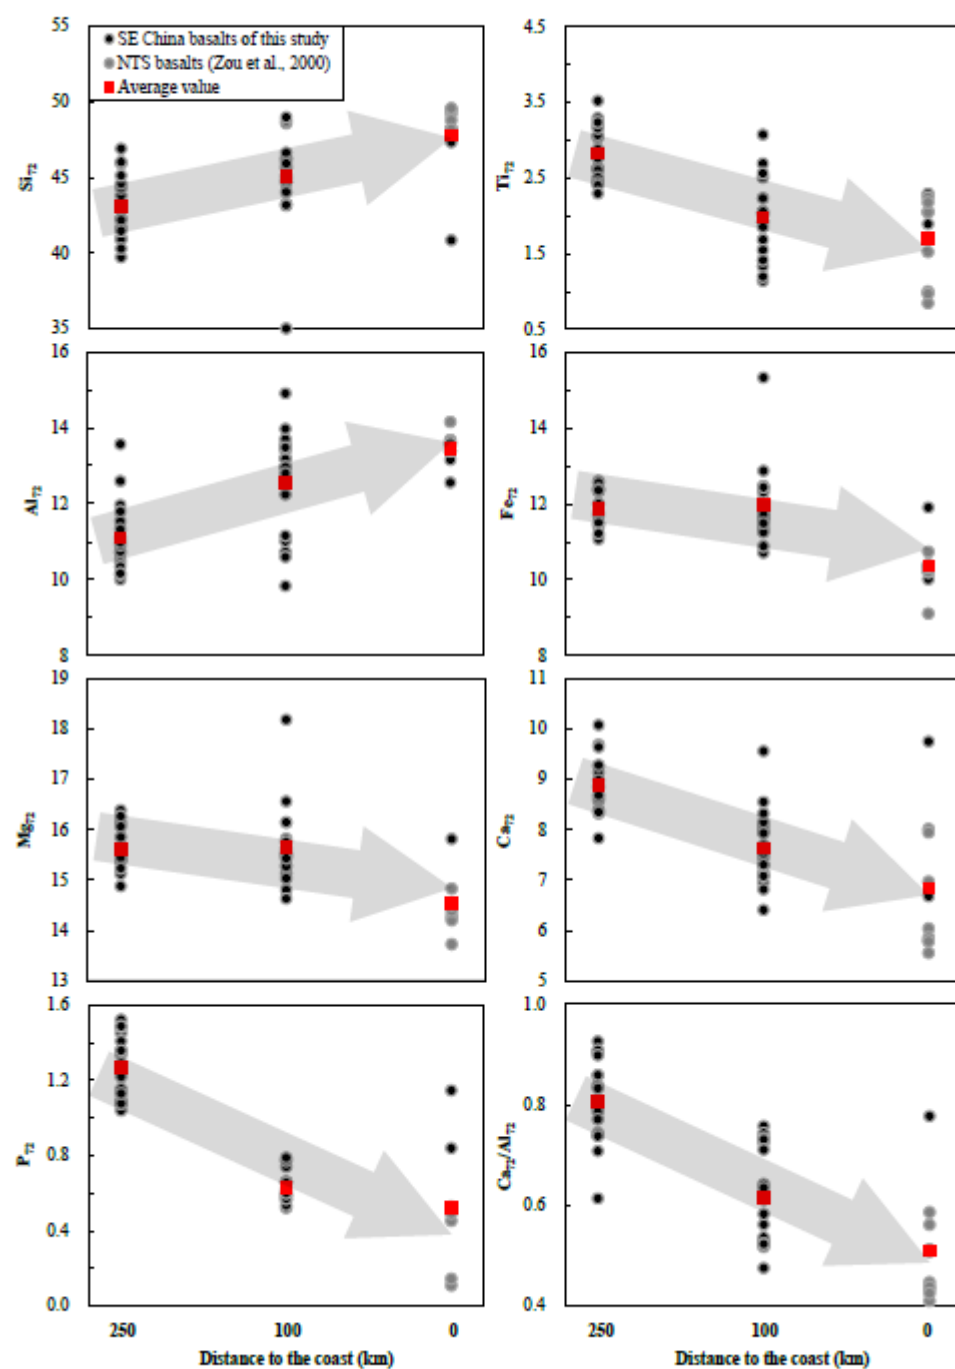 55
50
45
40
35
Si72
SE China basalts of this study
NTS basalts (Zou et al., 2000)
Average value
4.5
3.5
2.5
1.5
0.5
Ti72
16
14
12
10
8
Al72
16
14
12
10
8
Fe72
19
18
17
16
15
14
13
Mg72
11
10
9
8
7
6
5
Ca72
1.6
1.2
0.8
0.4
0.0
P72
250 100 0
Distance to the coast (km)
1.0
0.8
0.6
0.4
Ca72/Al72
250 100 0
Distance to the coast (km)